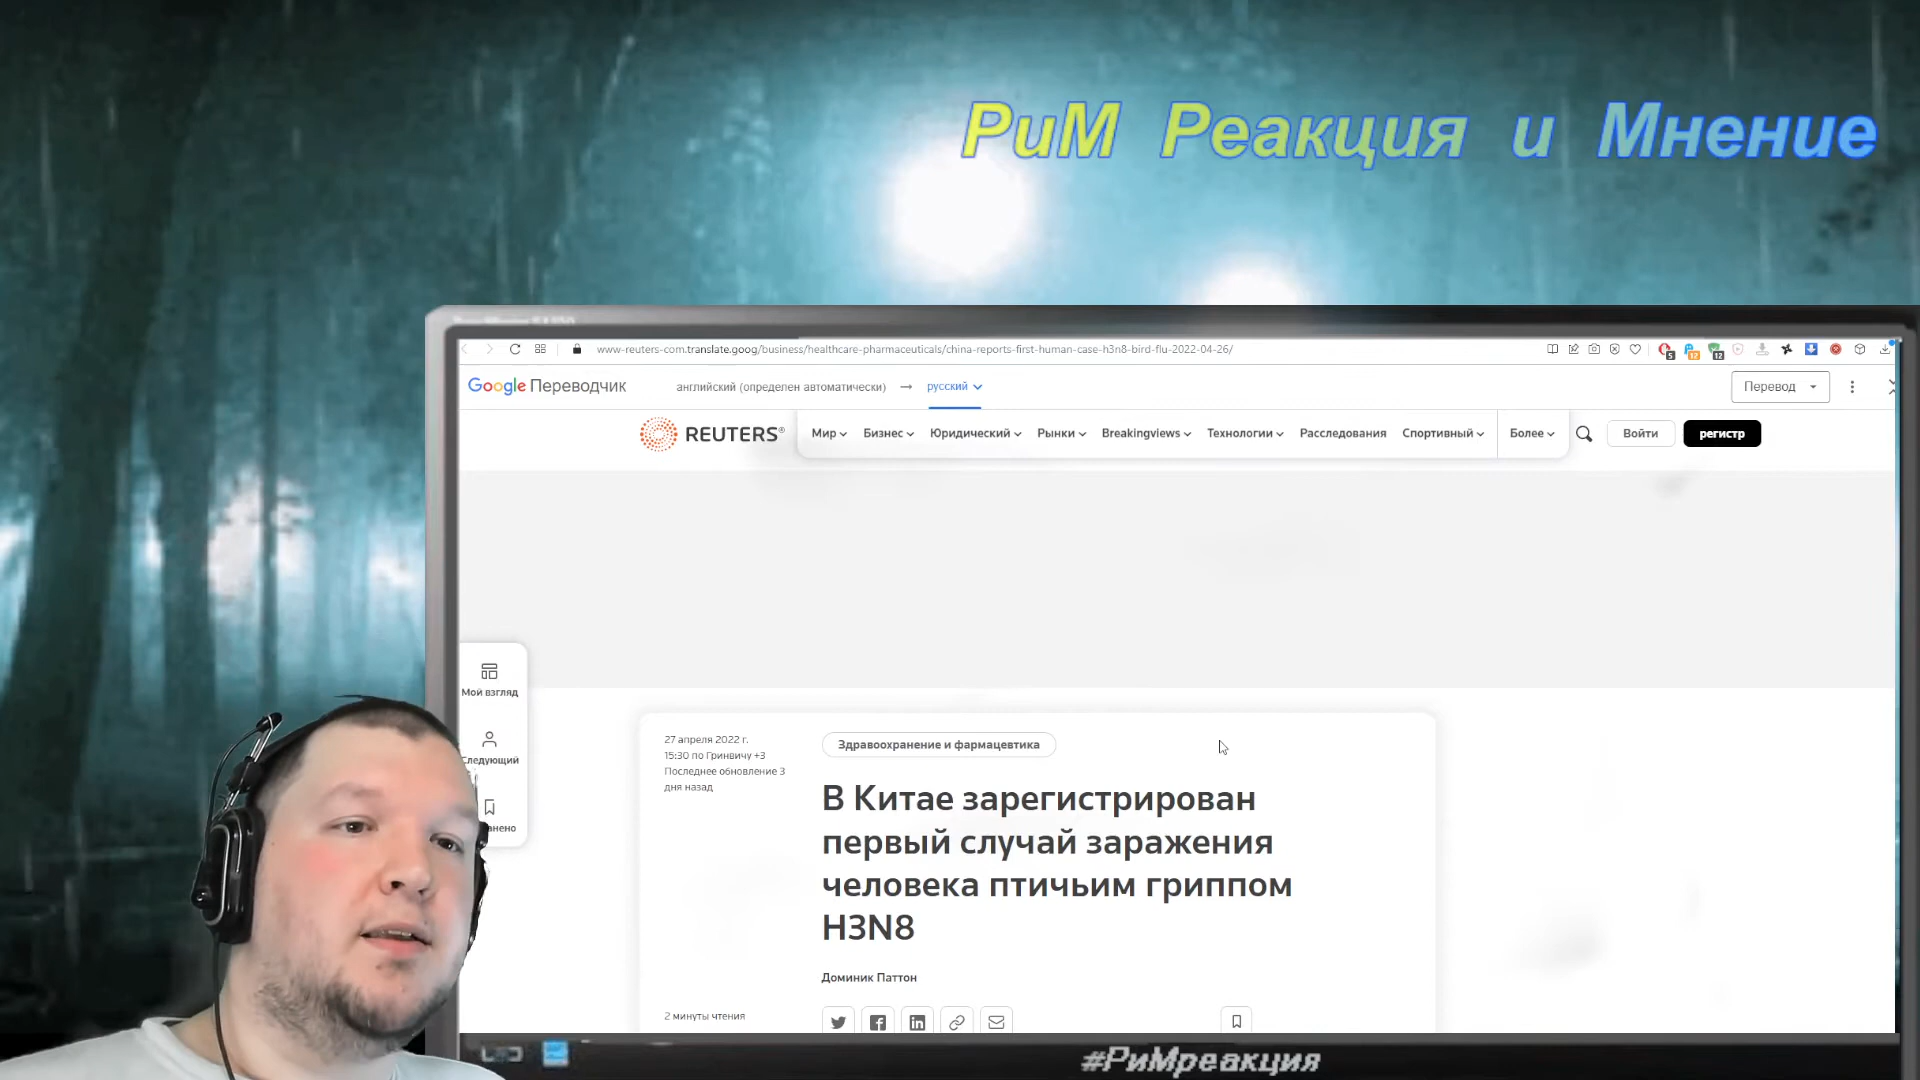 РиМ Реакция и Мнение
www-reuters-com.translate.goog/business/healthcare-pharmaceuticals/china-reports-first-human-case-h3n8-bird-flu-2022-04-26/
5 12 12
Google Переводчик английский (определен автоматически) → русский Перевод
REUTERS® Мир Бизнес Юридический Рынки Breakingviews Технологии Расследования Спортивный Более Войти регистр
Мой взгляд
Следующий
27 апреля 2022 г.
15:30 по Гринвичу +3
Последнее обновление 3
дня назад
Здравоохранение и фармацевтика
В Китае зарегистрирован
первый случай заражения
человека птичьим гриппом
H3N8
Доминик Паттон
2 минуты чтения
#РиМреакция